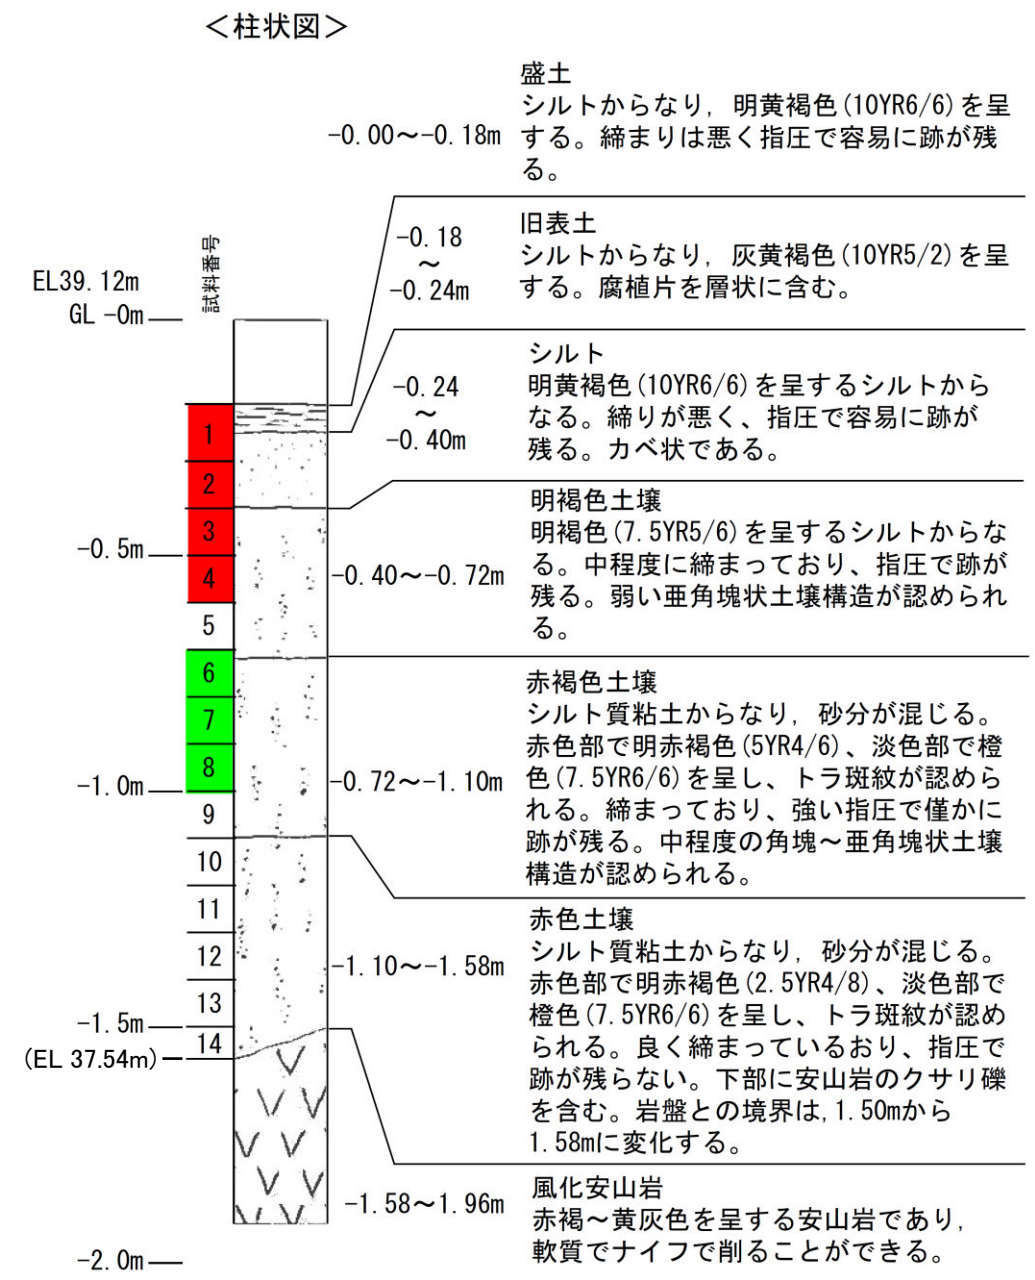 ＜柱状図＞
盛土
-0.00～-0.18m
シルトからなり，明黄褐色(10YR6/6)を呈
する。締まりは悪く指圧で容易に跡が残
る。
旧表土
-0.18
～
-0.24m
シルトからなり，灰黄褐色(10YR5/2)を呈
する。腐植片を層状に含む。
試料番号
EL39.12m
GL -0m
シルト
-0.24
～
-0.40m
明黄褐色(10YR6/6)を呈するシルトから
なる。締りが悪く、指圧で容易に跡が
残る。カベ状である。
1
2
3
4
5
6
7
8
9
10
11
12
13
14
-0.5m
-1.0m
-1.5m
(EL 37.54m)
-2.0m
明褐色土壌
-0.40～-0.72m
明褐色(7.5YR5/6)を呈するシルトからな
る。中程度に締まっており、指圧で跡が
残る。弱い亜角塊状土壌構造が認められ
る。
赤褐色土壌
-0.72～-1.10m
シルト質粘土からなり，砂分が混じる。
赤色部で明赤褐色(5YR4/6)、淡色部で橙
色(7.5YR6/6)を呈し、トラ斑紋が認めら
れる。締まっており、強い指圧で僅かに
跡が残る。中程度の角塊～亜角塊状土壌
構造が認められる。
赤色土壌
-1.10～-1.58m
シルト質粘土からなり，砂分が混じる。
赤色部で明赤褐色(2.5YR4/8)、淡色部で
橙色(7.5YR6/6)を呈し、トラ斑紋が認め
られる。良く締まっているおり、指圧で
跡が残らない。下部に安山岩のクサリ礫
を含む。岩盤との境界は,1.50mから
1.58mに変化する。
風化安山岩
-1.58～1.96m
赤褐～黄灰色を呈する安山岩であり，
軟質でナイフで削ることができる。